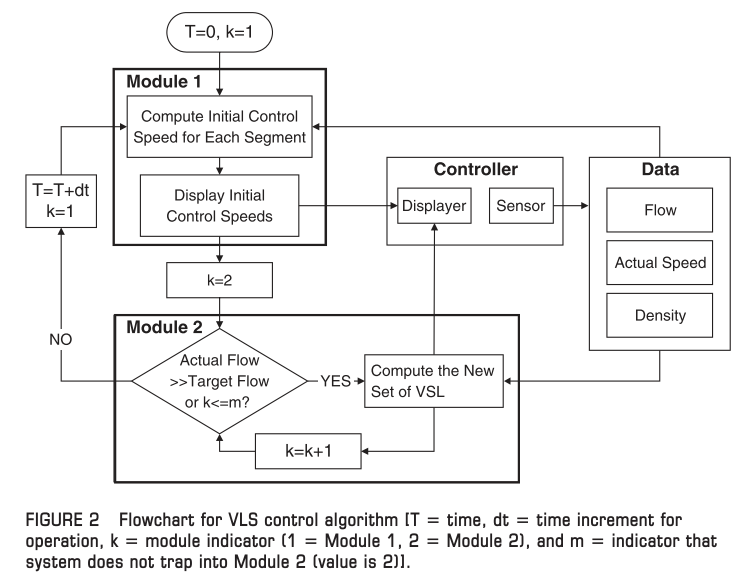 T=0, k=1
Module 1
Compute Initial Control
Speed for Each Segment
Display Initial
Control Speeds
T=T+dt
k=1
Controller
Displayer
Sensor
Data
Flow
Actual Speed
Density
k=2
Module 2
NO
Actual Flow
>>Target Flow
or k<=m?
YES
Compute the New
Set of VSL
k=k+1
FIGURE 2 Flowchart for VLS control algorithm [T = time, dt = time increment for
operation, k = module indicator (1 = Module 1, 2 = Module 2), and m = indicator that
system does not trap into Module 2 (value is 2)].